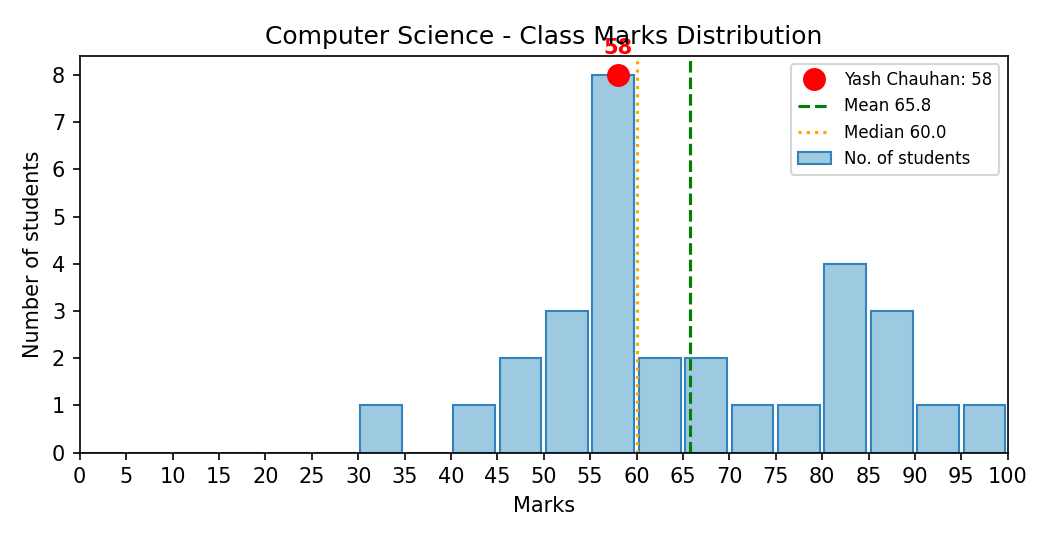 Computer Science - Class Marks Distribution
58
Yash Chauhan: 58
Mean 65.8
Median 60.0
No. of students
Number of students
8
7
6
5
4
3
2
1
0
0 5 10 15 20 25 30 35 40 45 50 55 60 65 70 75 80 85 90 95 100
Marks